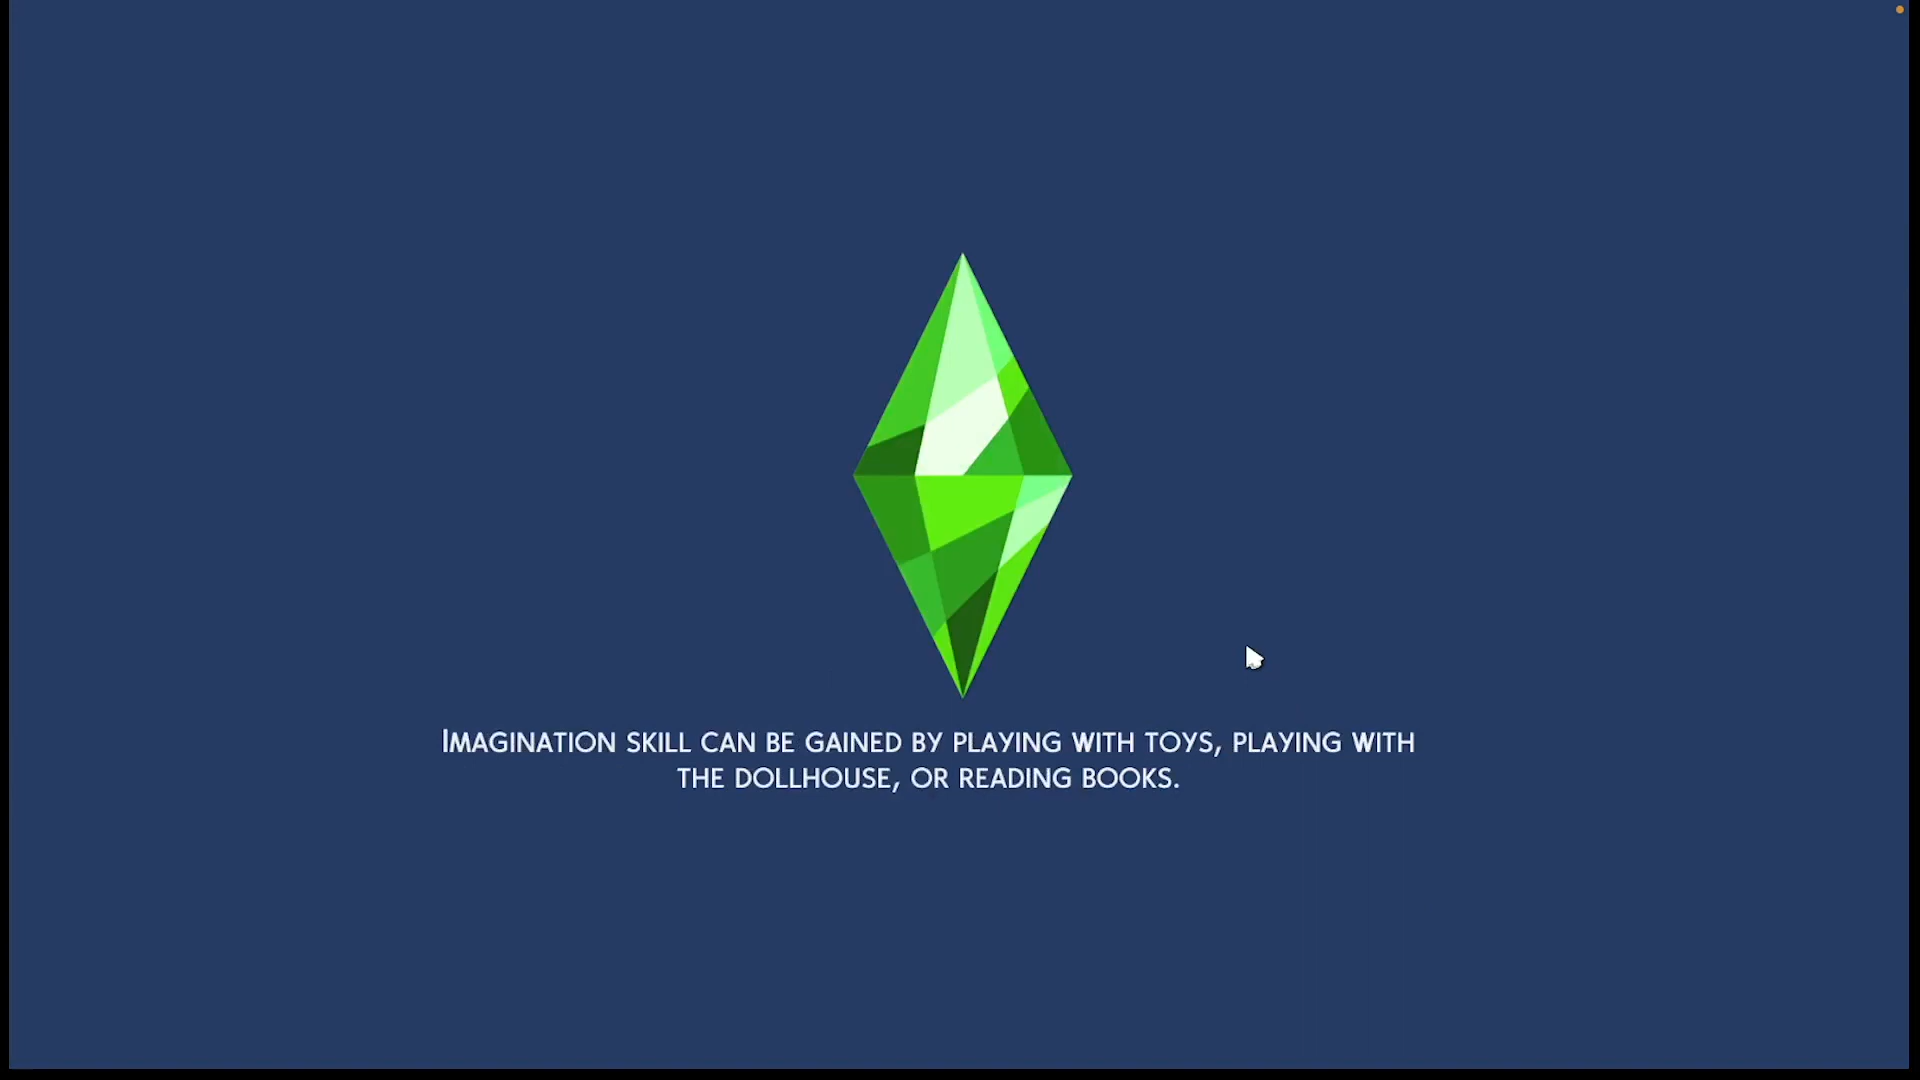 Imagination skill can be gained by playing with toys, playing with
the dollhouse, or reading books.